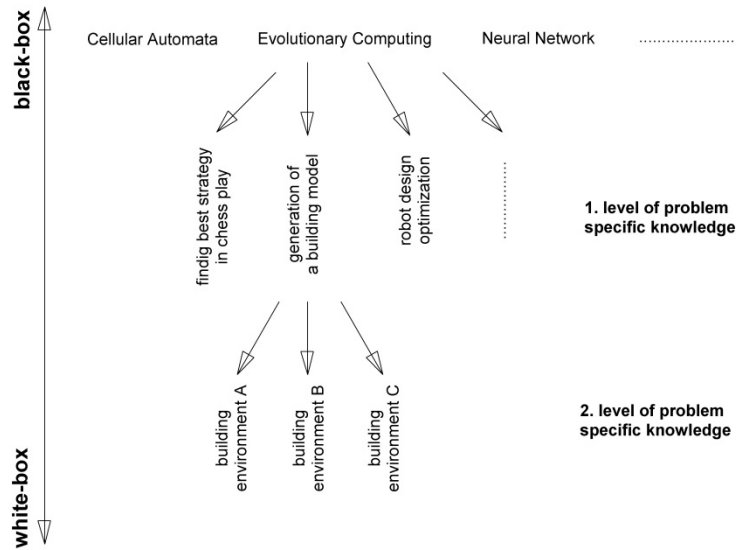 black-box
Cellular Automata
Evolutionary Computing
Neural Network
findig best strategy
in chess play
generation of
a building model
robot design
optimization
1. level of problem
specific knowledge
building
environment A
building
environment B
building
environment C
2. level of problem
specific knowledge
white-box